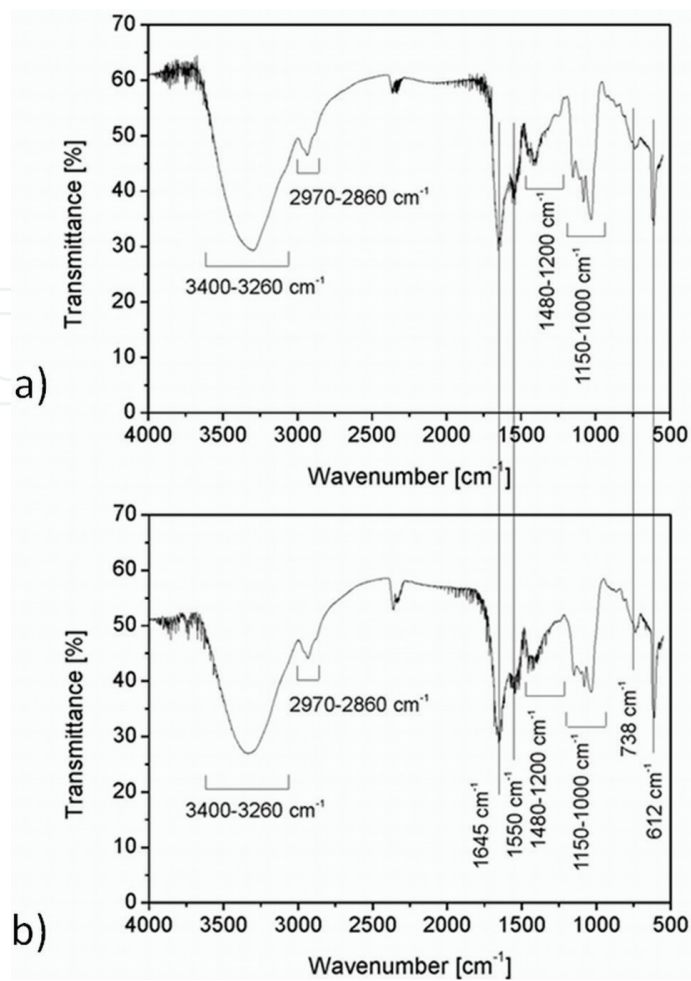 70
60
50
40
30
20
10
0
Transmittance [%]
2970-2860 cm⁻¹
3400-3260 cm⁻¹
1480-1200 cm⁻¹
1150-1000 cm⁻¹
a)
4000 3500 3000 2500 2000 1500 1000 500
Wavenumber [cm⁻¹]
70
60
50
40
30
20
10
0
Transmittance [%]
2970-2860 cm⁻¹
3400-3260 cm⁻¹
1645 cm⁻¹
1550 cm⁻¹
1480-1200 cm⁻¹
1150-1000 cm⁻¹
738 cm⁻¹
612 cm⁻¹
b)
4000 3500 3000 2500 2000 1500 1000 500
Wavenumber [cm⁻¹]